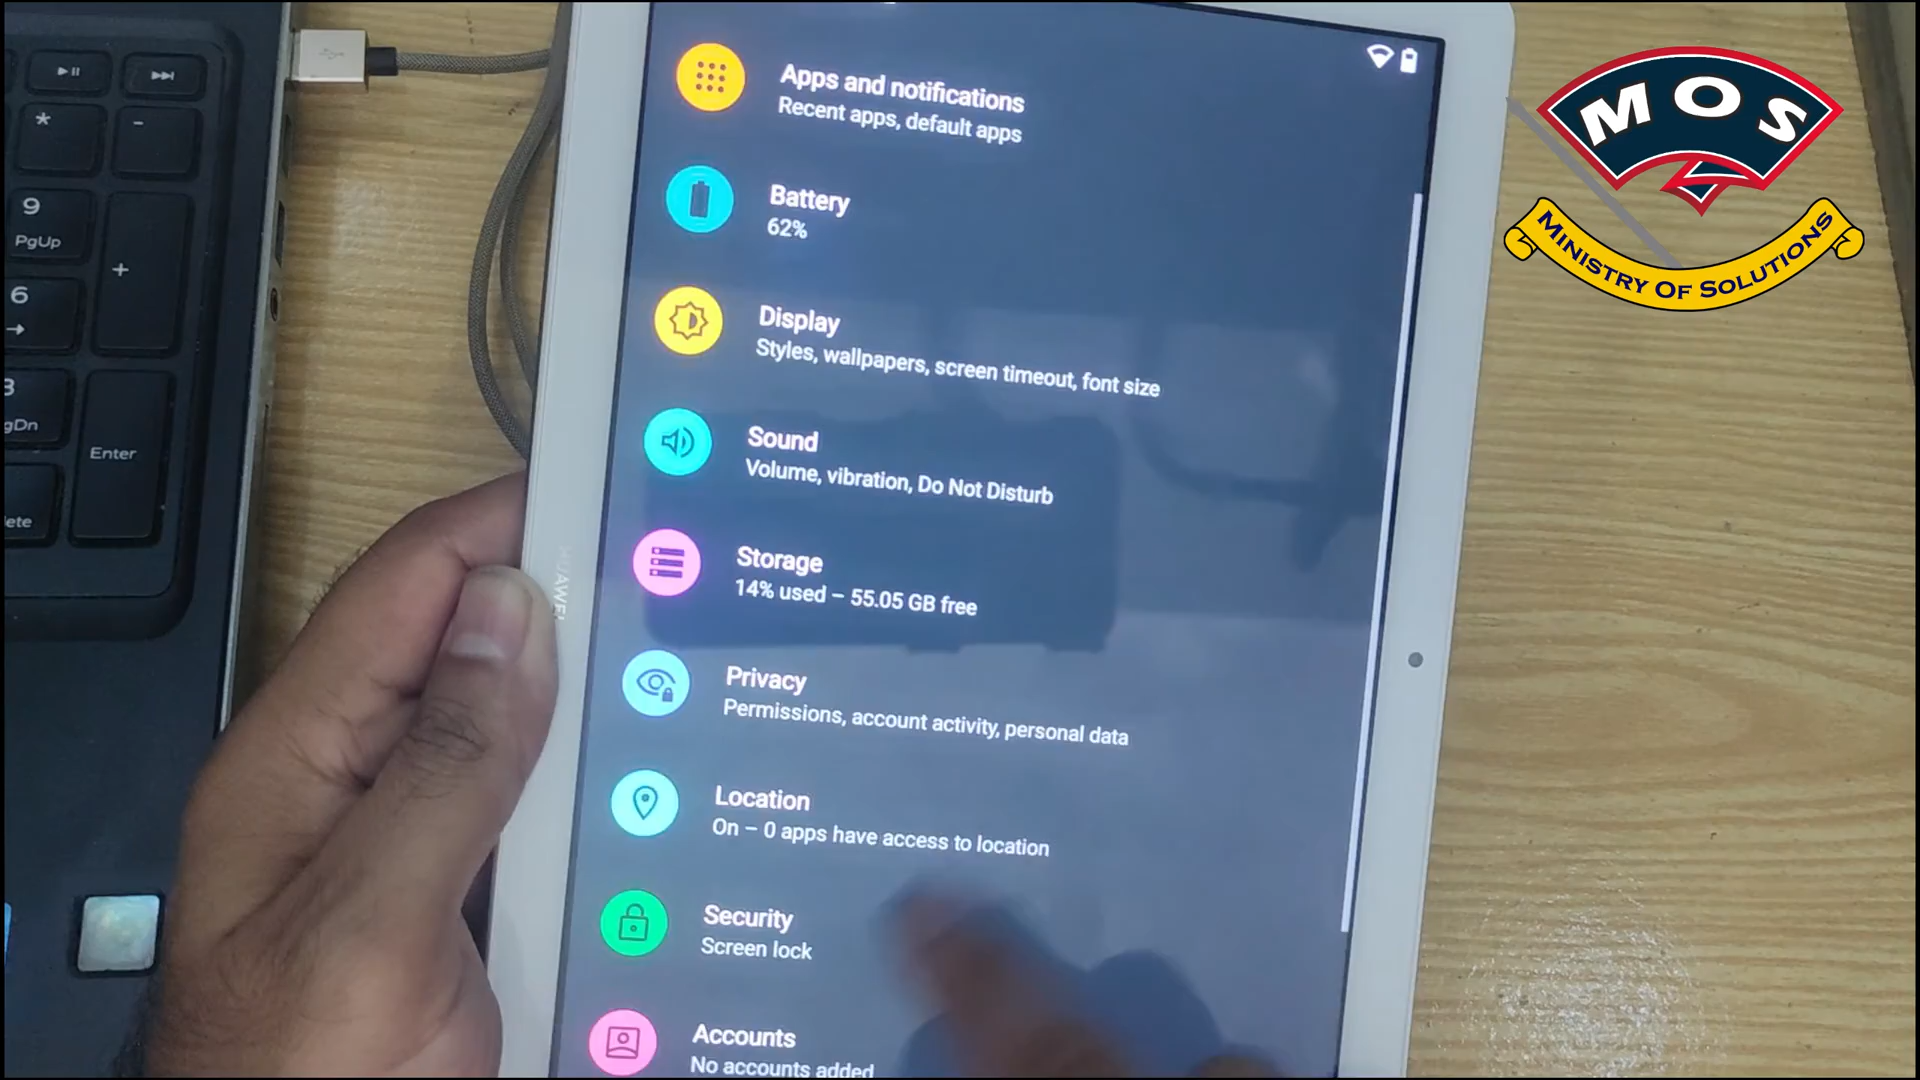 *
-
9
PgUp
+
6
gDn
Enter
HUAWEI
Apps and notifications
Recent apps, default apps
Battery
62%
Display
Styles, wallpapers, screen timeout, font size
Sound
Volume, vibration, Do Not Disturb
Storage
14% used – 55.05 GB free
Privacy
Permissions, account activity, personal data
Location
On – 0 apps have access to location
Security
Screen lock
Accounts
No accounts added
MOS
MINISTRY OF SOLUTIONS